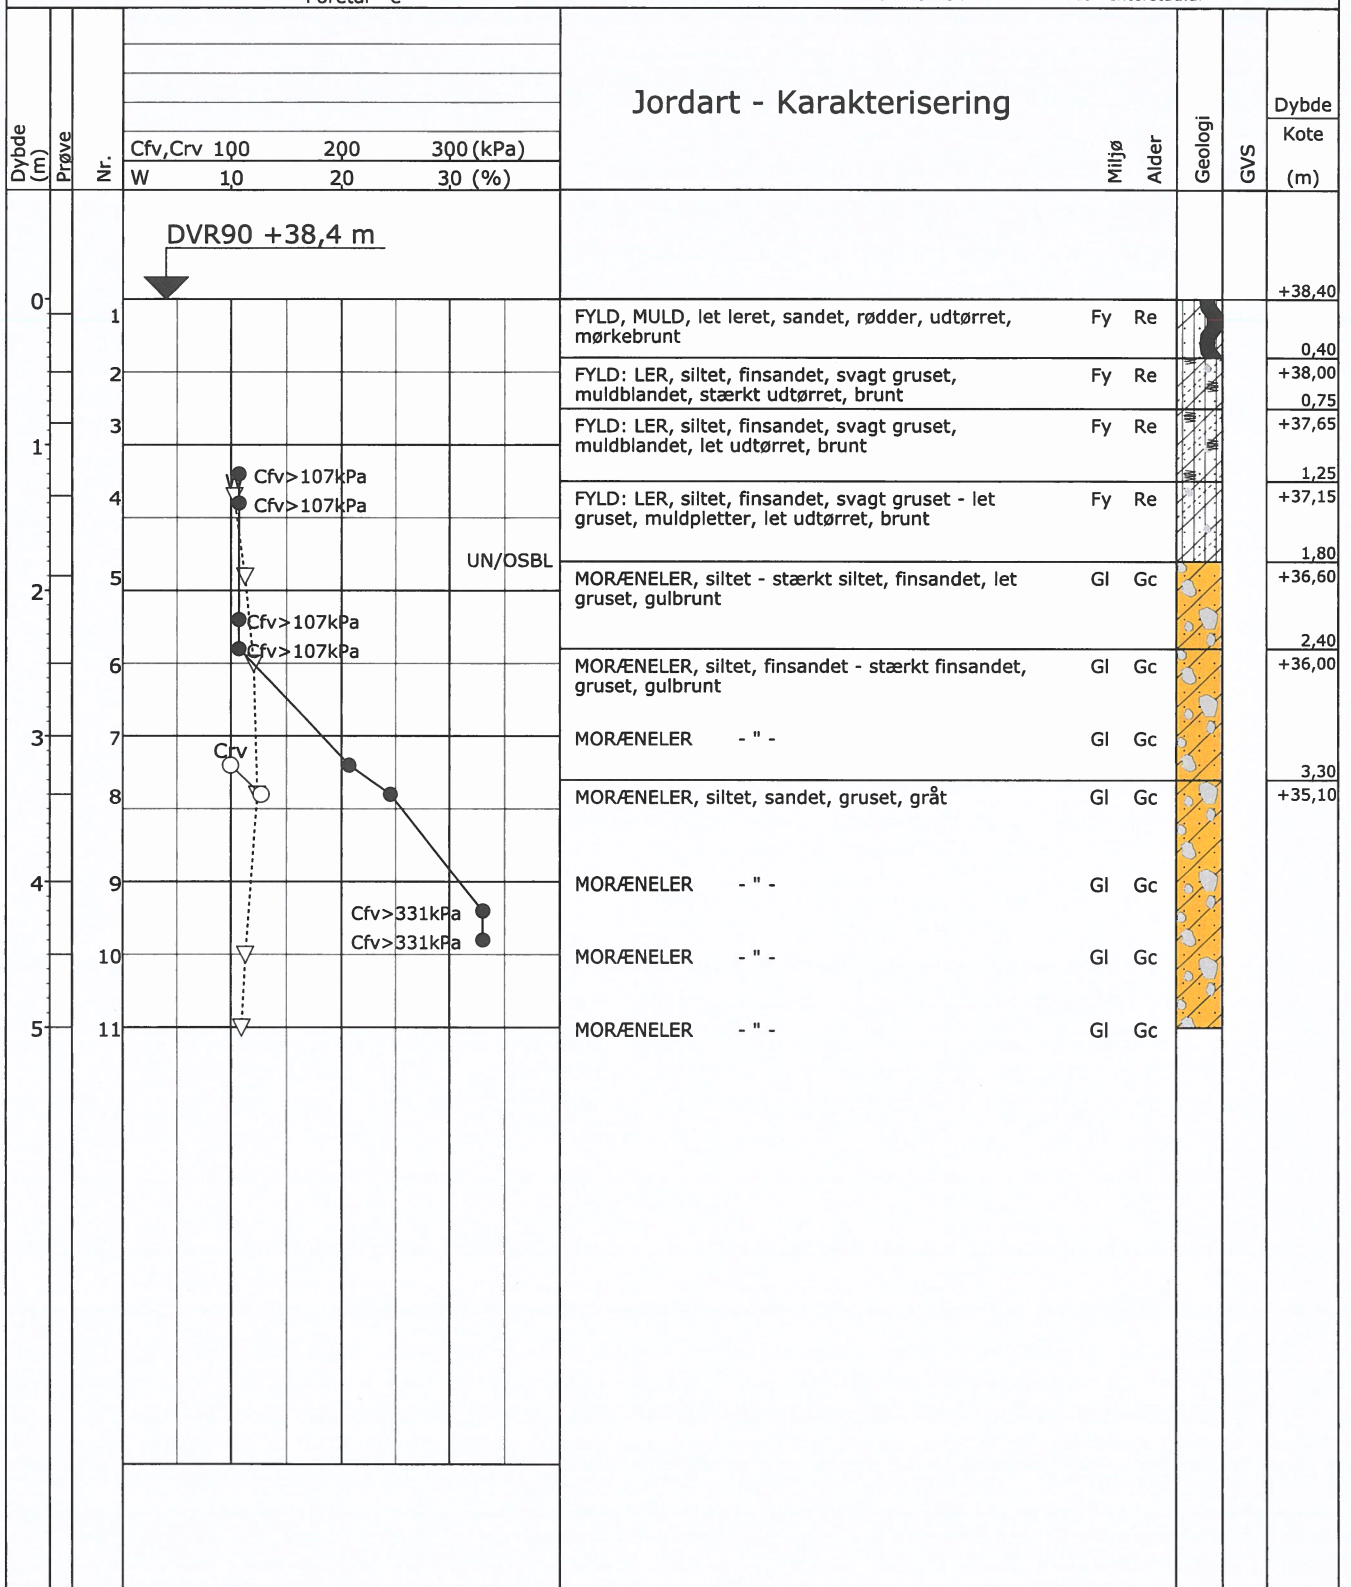 Jordart - Karakterisering
Dybde (m)
Prøve
Nr.
Cfv,Crv 100 200 300 (kPa)
W 10 20 30 (%)
Miljø
Alder
Geologi
GVS
Dybde
Kote
(m)
DVR90 +38,4 m
+38,40
0
1 FYLD, MULD, let leret, sandet, rødder, udtørret, Fy Re
mørkebrunt
0,40
2 FYLD: LER, siltet, finsandet, svagt gruset, Fy Re +38,00
muldblandet, stærkt udtørret, brunt
0,75
3 FYLD: LER, siltet, finsandet, svagt gruset, Fy Re +37,65
muldblandet, let udtørret, brunt
1
Cfv>107kPa 1,25
W
4 Cfv>107kPa FYLD: LER, siltet, finsandet, svagt gruset - let Fy Re +37,15
gruset, muldpletter, let udtørret, brunt
UN/OSBL 1,80
5 MORÆNELER, siltet - stærkt siltet, finsandet, let Gl Gc +36,60
2 gruset, gulbrunt
Cfv>107kPa
2,40
Cfv>107kPa
6 MORÆNELER, siltet, finsandet - stærkt finsandet, Gl Gc +36,00
gruset, gulbrunt
3 7 MORÆNELER - " - Gl Gc
Crv
3,30
8 MORÆNELER, siltet, sandet, gruset, gråt Gl Gc +35,10
4 9 MORÆNELER - " - Gl Gc
Cfv>331kPa
Cfv>331kPa
10 MORÆNELER - " - Gl Gc
5 11 MORÆNELER - " - Gl Gc